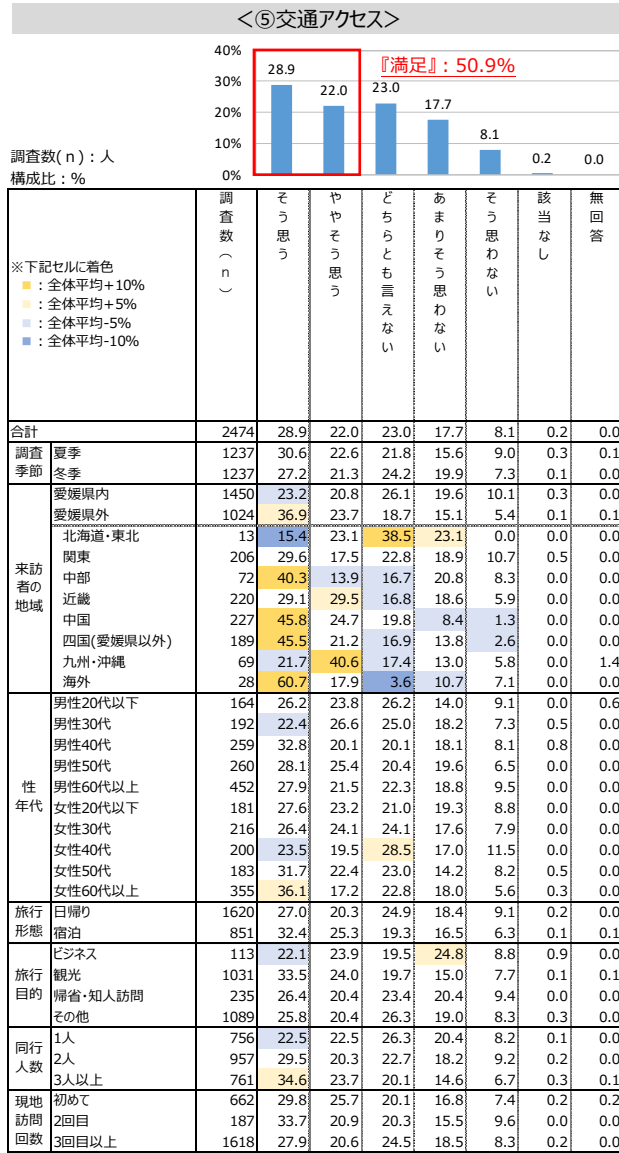 ＜⑤交通アクセス＞
『満足』: 50.9%
40%
30%
20%
10%
0%
28.9
22.0
23.0
17.7
8.1
0.2
0.0
調査数(ｎ)：人
構成比：%
※下記セルに着色
■：全体平均+10%
■：全体平均+5%
■：全体平均-5%
■：全体平均-10%
調査数（n）
そう思う
ややそう思う
どちらとも言えない
あまりそう思わない
そう思わない
該当なし
無回答
合計 2474 28.9 22.0 23.0 17.7 8.1 0.2 0.0
調査季節
夏季 1237 30.6 22.6 21.8 15.6 9.0 0.3 0.1
冬季 1237 27.2 21.3 24.2 19.9 7.3 0.1 0.0
来訪者の地域
愛媛県内 1450 23.2 20.8 26.1 19.6 10.1 0.3 0.0
愛媛県外 1024 36.9 23.7 18.7 15.1 5.4 0.1 0.1
北海道・東北 13 15.4 23.1 38.5 23.1 0.0 0.0 0.0
関東 206 29.6 17.5 22.8 18.9 10.7 0.5 0.0
中部 72 40.3 13.9 16.7 20.8 8.3 0.0 0.0
近畿 220 29.1 29.5 16.8 18.6 5.9 0.0 0.0
中国 227 45.8 24.7 19.8 8.4 1.3 0.0 0.0
四国(愛媛県以外) 189 45.5 21.2 16.9 13.8 2.6 0.0 0.0
九州・沖縄 69 21.7 40.6 17.4 13.0 5.8 0.0 1.4
海外 28 60.7 17.9 3.6 10.7 7.1 0.0 0.0
性年代
男性20代以下 164 26.2 23.8 26.2 14.0 9.1 0.0 0.6
男性30代 192 22.4 26.6 25.0 18.2 7.3 0.5 0.0
男性40代 259 32.8 20.1 20.1 18.1 8.1 0.8 0.0
男性50代 260 28.1 25.4 20.4 19.6 6.5 0.0 0.0
男性60代以上 452 27.9 21.5 22.3 18.8 9.5 0.0 0.0
女性20代以下 181 27.6 23.2 21.0 19.3 8.8 0.0 0.0
女性30代 216 26.4 24.1 24.1 17.6 7.9 0.0 0.0
女性40代 200 23.5 19.5 28.5 17.0 11.5 0.0 0.0
女性50代 183 31.7 22.4 23.0 14.2 8.2 0.5 0.0
女性60代以上 355 36.1 17.2 22.8 18.0 5.6 0.3 0.0
旅行形態
日帰り 1620 27.0 20.3 24.9 18.4 9.1 0.2 0.0
宿泊 851 32.4 25.3 19.3 16.5 6.3 0.1 0.1
旅行目的
ビジネス 113 22.1 23.9 19.5 24.8 8.8 0.9 0.0
観光 1031 33.5 24.0 19.7 15.0 7.7 0.1 0.1
帰省・知人訪問 235 26.4 20.4 23.4 20.4 9.4 0.0 0.0
その他 1089 25.8 20.4 26.3 19.0 8.3 0.3 0.0
同行人数
1人 756 22.5 22.5 26.3 20.4 8.2 0.1 0.0
2人 957 29.5 20.3 22.7 18.2 9.2 0.2 0.0
3人以上 761 34.6 23.7 20.1 14.6 6.7 0.3 0.1
現地訪問回数
初めて 662 29.8 25.7 20.1 16.8 7.4 0.2 0.2
2回目 187 33.7 20.9 20.3 15.5 9.6 0.0 0.0
3回目以上 1618 27.9 20.6 24.5 18.5 8.3 0.2 0.0